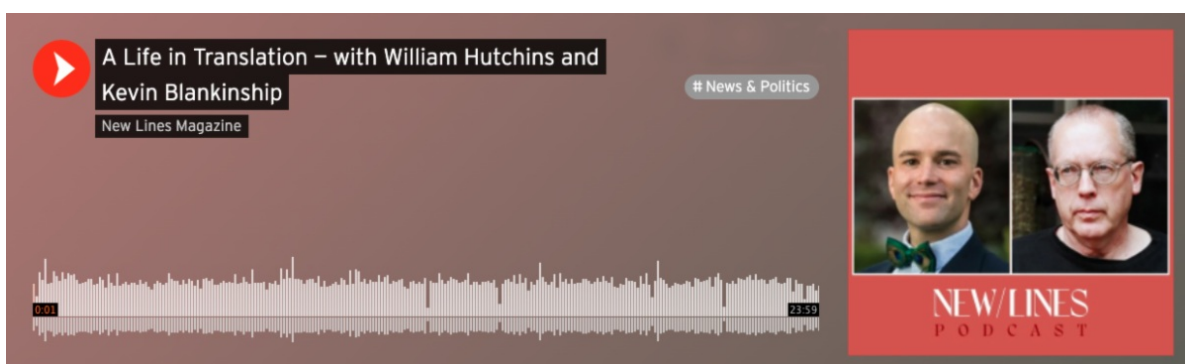 A Life in Translation – with William Hutchins and
Kevin Blankinship
New Lines Magazine
# News & Politics
0:01
23:59
NEW/LINES
PODCAST